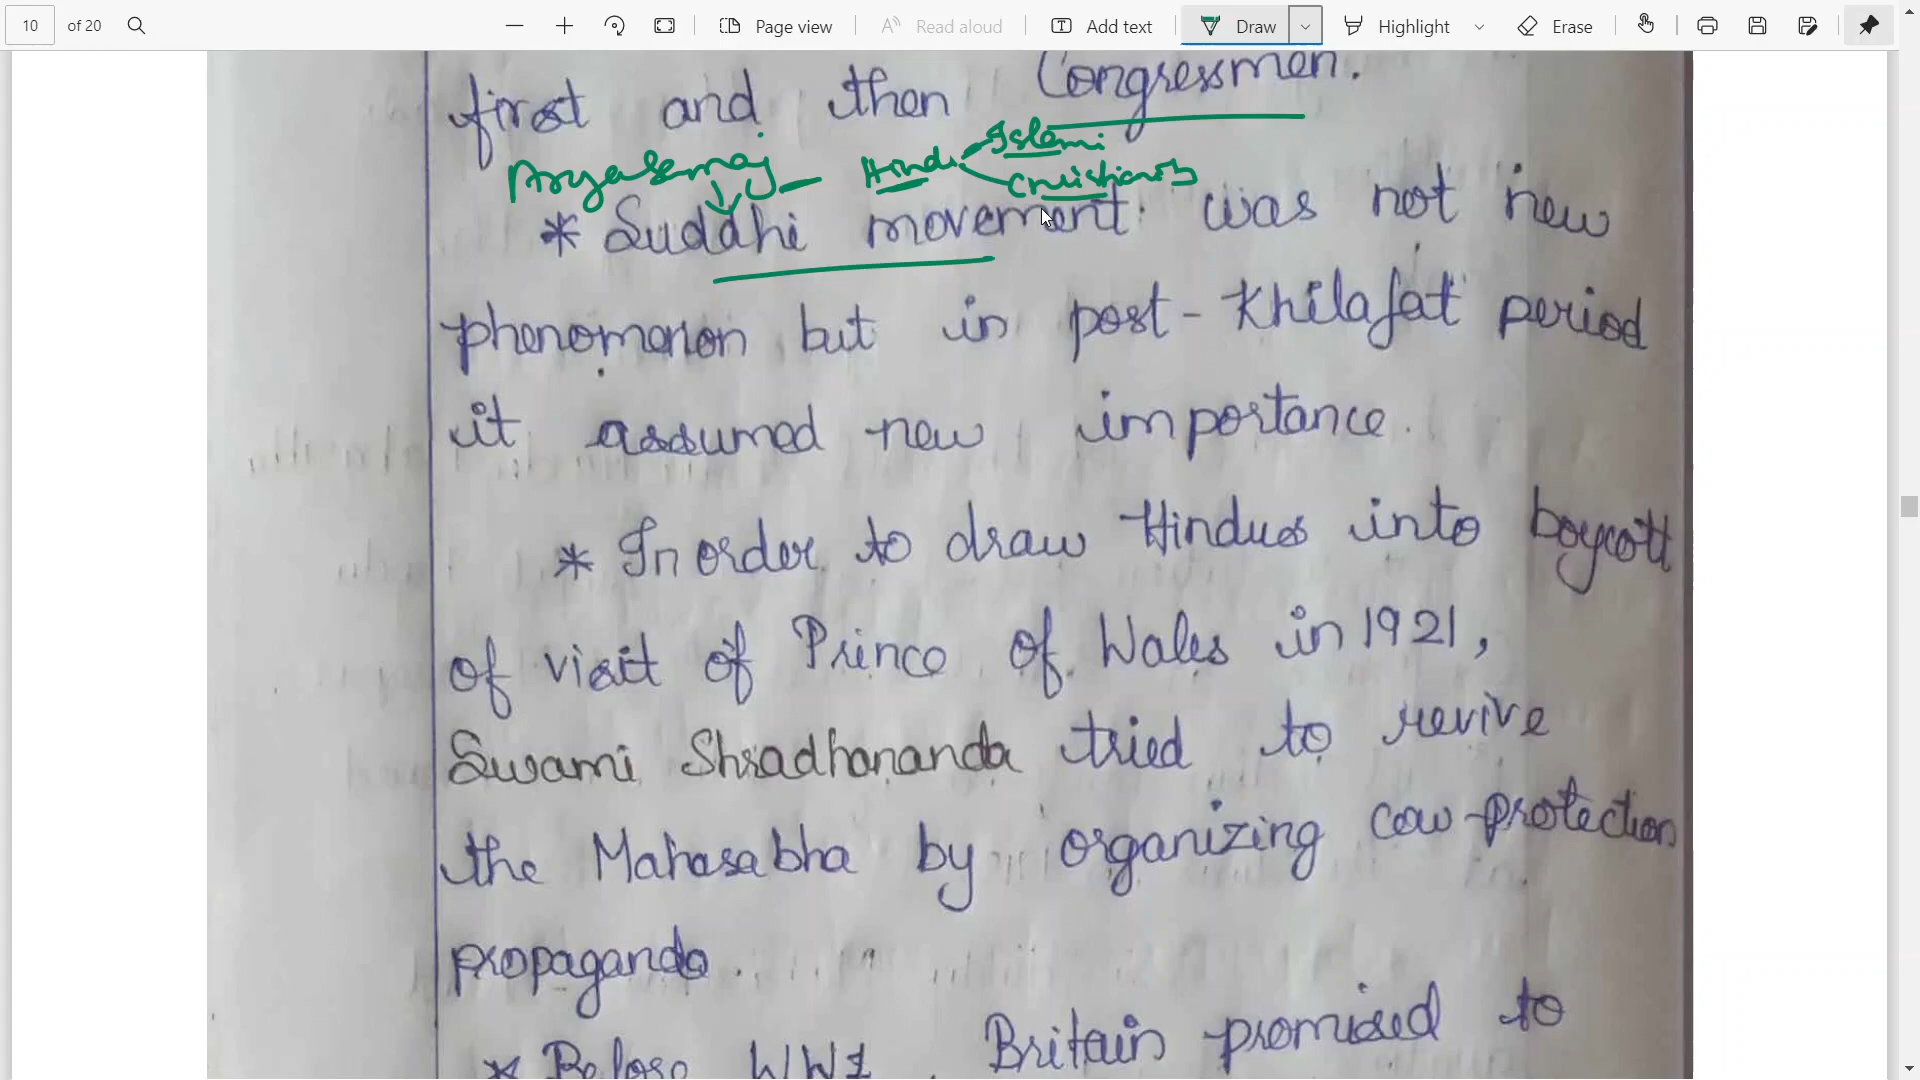 10 of 20 Page view Read aloud Add text Draw Highlight Erase
first and then Congressmen.
Aryasamaj - Hindu Islam
Christianity
* Suddhi movement was not new
phenomenon but in post-Khilafat period
it assumed new importance.
* In order to draw Hindus into boycott
of visit of Prince of Wales in 1921,
Swami Shradhananda tried to revive
the Mahasabha by organizing cow-protection
propaganda.
* Before WW1, Britain promised to